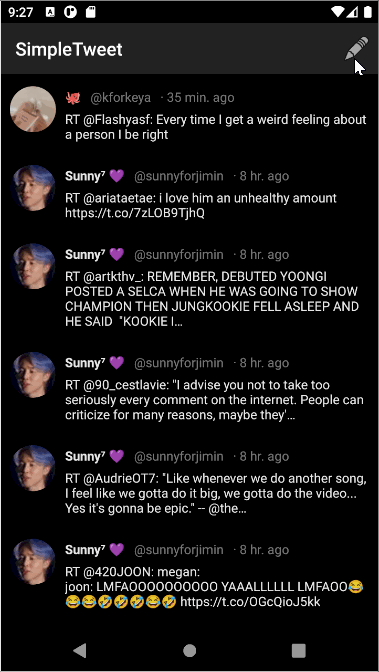 9:27
SimpleTweet
🐙 @kforkeya · 35 min. ago
RT @Flashyasf: Every time I get a weird feeling about
a person I be right
Sunny⁷ 💜 @sunnyforjimin · 8 hr. ago
RT @ariataetae: i love him an unhealthy amount
https://t.co/7zLOB9TjhQ
Sunny⁷ 💜 @sunnyforjimin · 8 hr. ago
RT @artkthv_: REMEMBER, DEBUTED YOONGI
POSTED A SELCA WHEN HE WAS GOING TO SHOW
CHAMPION THEN JUNGKOOKIE FELL ASLEEP AND
HE SAID "KOOKIE I…
Sunny⁷ 💜 @sunnyforjimin · 8 hr. ago
RT @90_cestlavie: "I advise you not to take too
seriously every comment on the internet. People can
criticize for many reasons, maybe they'…
Sunny⁷ 💜 @sunnyforjimin · 8 hr. ago
RT @AudrieOT7: "Like whenever we do another song,
I feel like we gotta do it big, we gotta do the video...
Yes it's gonna be epic." -- @the…
Sunny⁷ 💜 @sunnyforjimin · 8 hr. ago
RT @420JOON: megan:
joon: LMFAOOOOOOOOOO YAAALLLLLL LMFAOO😂
😂😂🤣🤣🤣😂🤣 https://t.co/OGcQioJ5kk